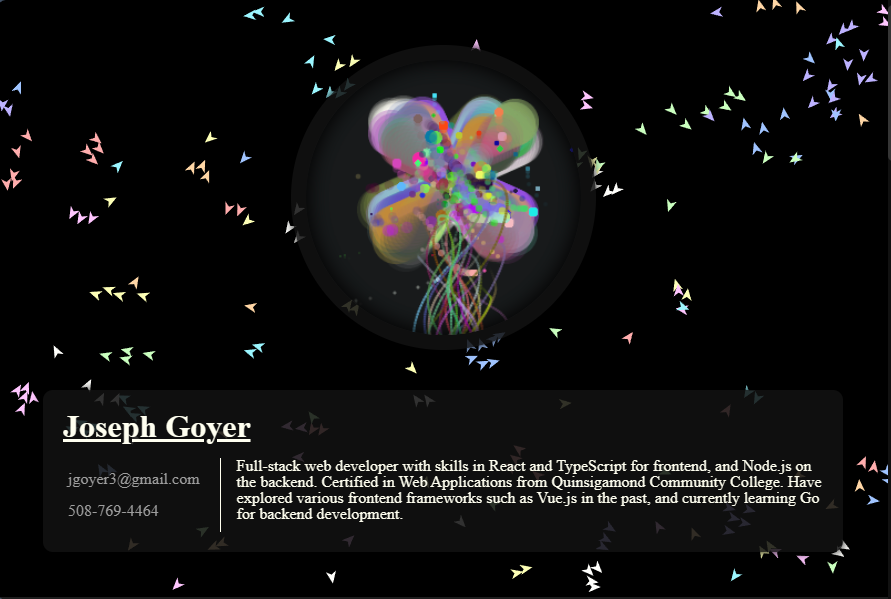 Joseph Goyer
jgoyer3@gmail.com
508-769-4464
Full-stack web developer with skills in React and TypeScript for frontend, and Node.js on
the backend. Certified in Web Applications from Quinsigamond Community College. Have
explored various frontend frameworks such as Vue.js in the past, and currently learning Go
for backend development.